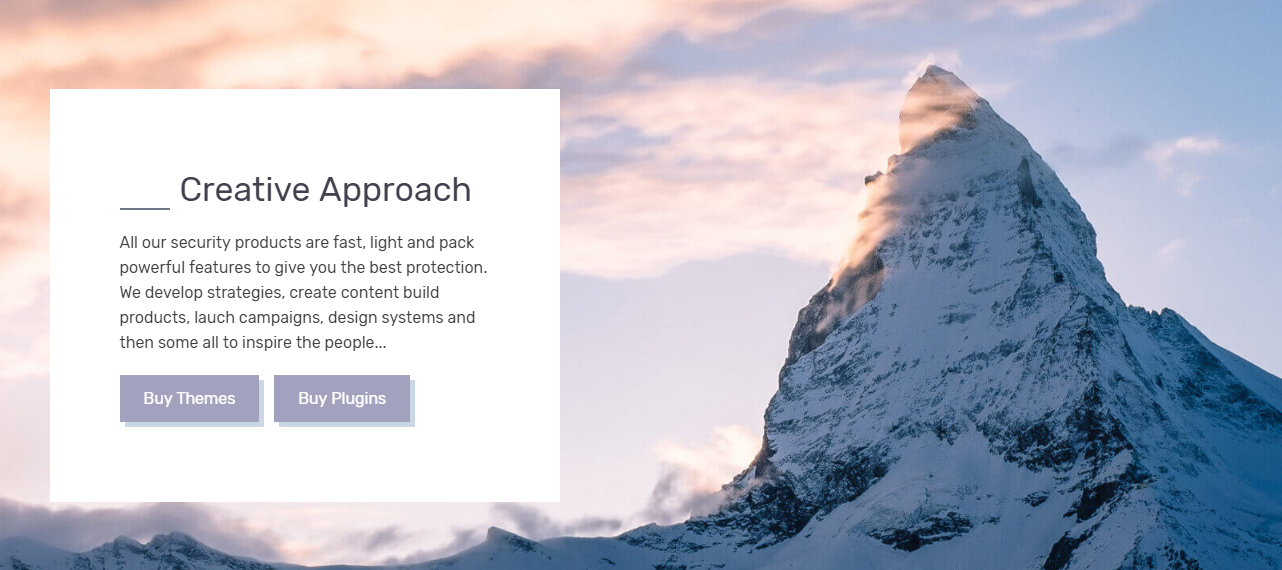 Creative Approach
All our security products are fast, light and pack
powerful features to give you the best protection.
We develop strategies, create content build
products, lauch campaigns, design systems and
then some all to inspire the people...
Buy Themes
Buy Plugins